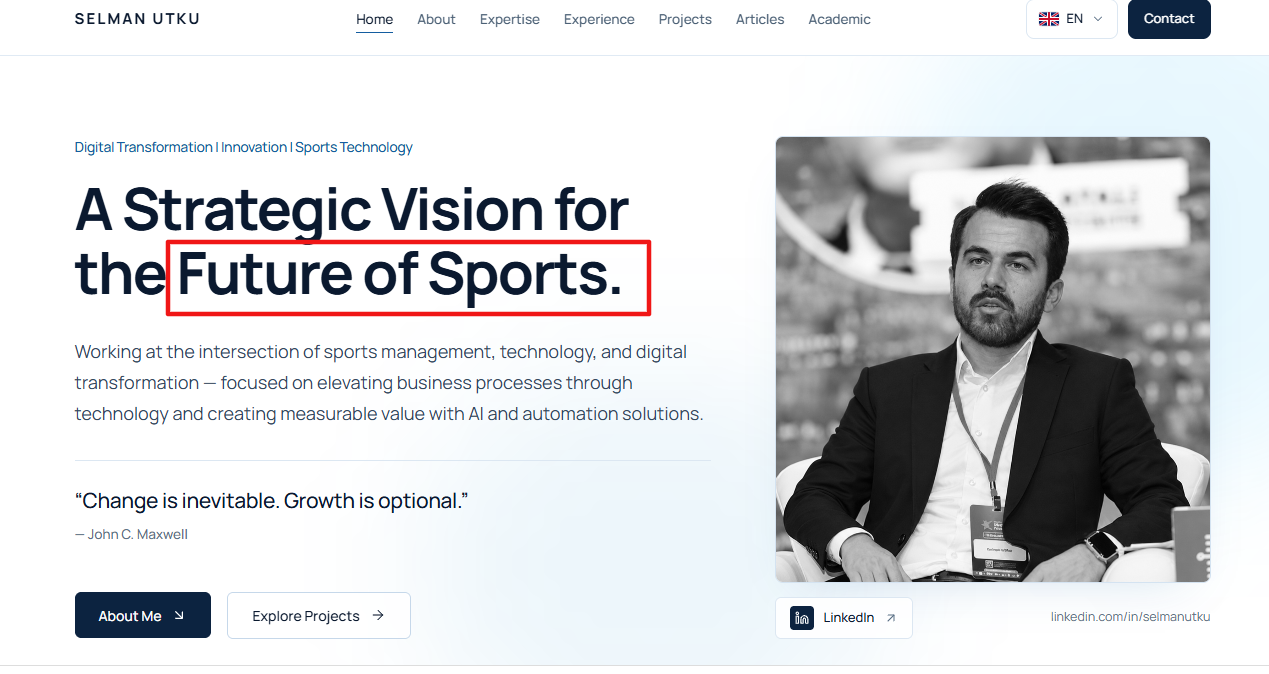 SELMAN UTKU
Home
About
Expertise
Experience
Projects
Articles
Academic
EN
Contact
Digital Transformation | Innovation | Sports Technology
A Strategic Vision for
the Future of Sports.
Working at the intersection of sports management, technology, and digital
transformation — focused on elevating business processes through
technology and creating measurable value with AI and automation solutions.
“Change is inevitable. Growth is optional.”
— John C. Maxwell
About Me
Explore Projects
in
LinkedIn
linkedin.com/in/selmanutku